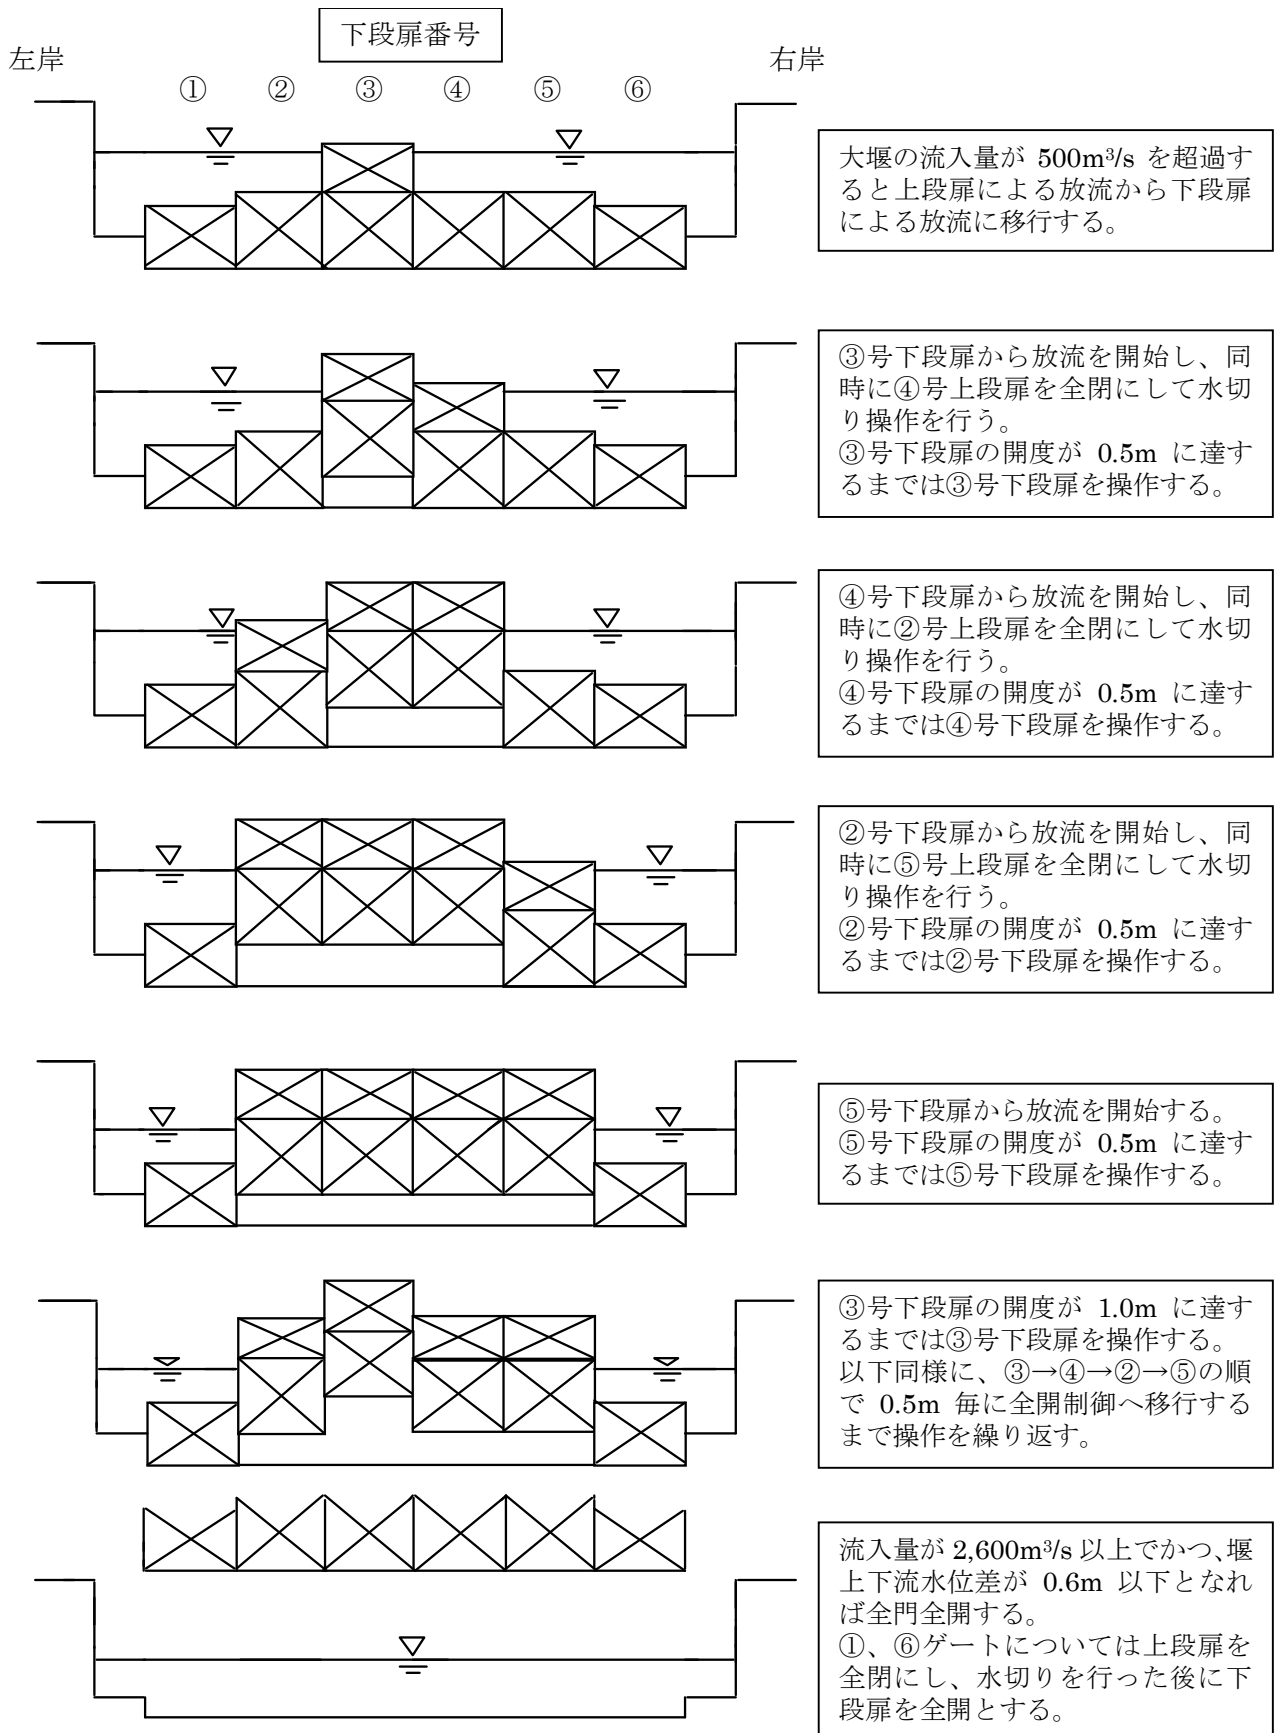 下段扉番号
左岸
右岸
① ② ③ ④ ⑤ ⑥
大堰の流入量が 500m³/s を超過す
ると上段扉による放流から下段扉
による放流に移行する。
③号下段扉から放流を開始し、同
時に④号上段扉を全閉にして水切
り操作を行う。
③号下段扉の開度が 0.5m に達す
るまでは③号下段扉を操作する。
④号下段扉から放流を開始し、同
時に②号上段扉を全閉にして水切
り操作を行う。
④号下段扉の開度が 0.5m に達す
るまでは④号下段扉を操作する。
②号下段扉から放流を開始し、同
時に⑤号上段扉を全閉にして水切
り操作を行う。
②号下段扉の開度が 0.5m に達す
るまでは②号下段扉を操作する。
⑤号下段扉から放流を開始する。
⑤号下段扉の開度が 0.5m に達す
るまでは⑤号下段扉を操作する。
③号下段扉の開度が 1.0m に達す
るまでは③号下段扉を操作する。
以下同様に、③→④→②→⑤の順
で 0.5m 毎に全開制御へ移行する
まで操作を繰り返す。
流入量が 2,600m³/s 以上でかつ、堰
上下流水位差が 0.6m 以下となれ
ば全門全開する。
①、⑥ゲートについては上段扉を
全閉にし、水切りを行った後に下
段扉を全開とする。